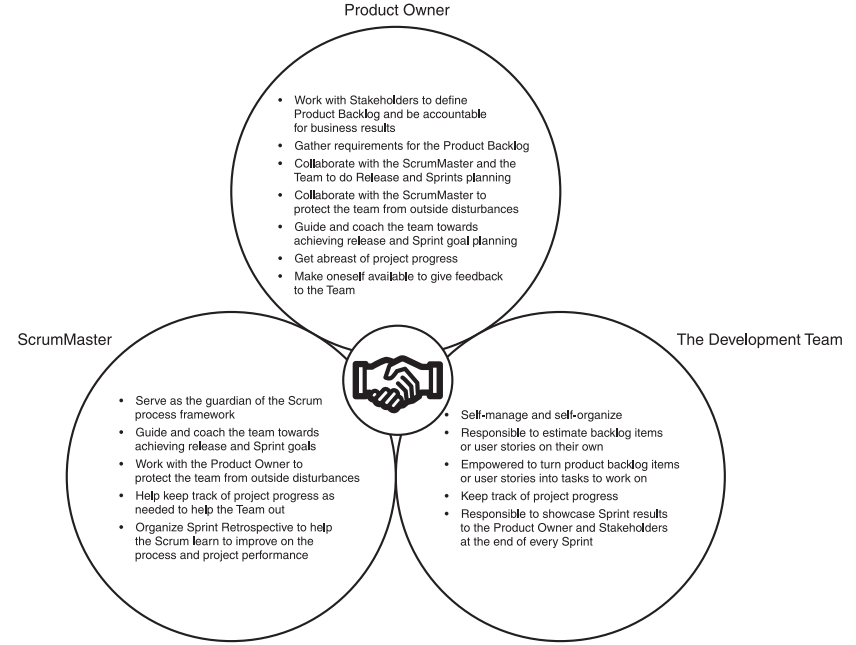 Product Owner
• Work with Stakeholders to define
Product Backlog and be accountable
for business results
• Gather requirements for the Product Backlog
• Collaborate with the ScrumMaster and the
Team to do Release and Sprints planning
• Collaborate with the ScrumMaster to
protect the team from outside disturbances
• Guide and coach the team towards
achieving release and Sprint goal planning
• Get abreast of project progress
• Make oneself available to give feedback
to the Team
ScrumMaster
• Serve as the guardian of the Scrum
process framework
• Guide and coach the team towards
achieving release and Sprint goals
• Work with the Product Owner to
protect the team from outside disturbances
• Help keep track of project progress as
needed to help the Team out
• Organize Sprint Retrospective to help
the Scrum learn to improve on the
process and project performance
The Development Team
• Self-manage and self-organize
• Responsible to estimate backlog items
or user stories on their own
• Empowered to turn product backlog items
or user stories into tasks to work on
• Keep track of project progress
• Responsible to showcase Sprint results
to the Product Owner and Stakeholders
at the end of every Sprint